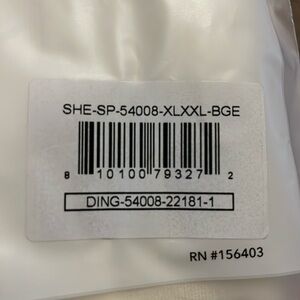 SHE-SP-54008-XLXXL-BGE
8 10100 79327 2
DING-54008-22181-1
RN #156403